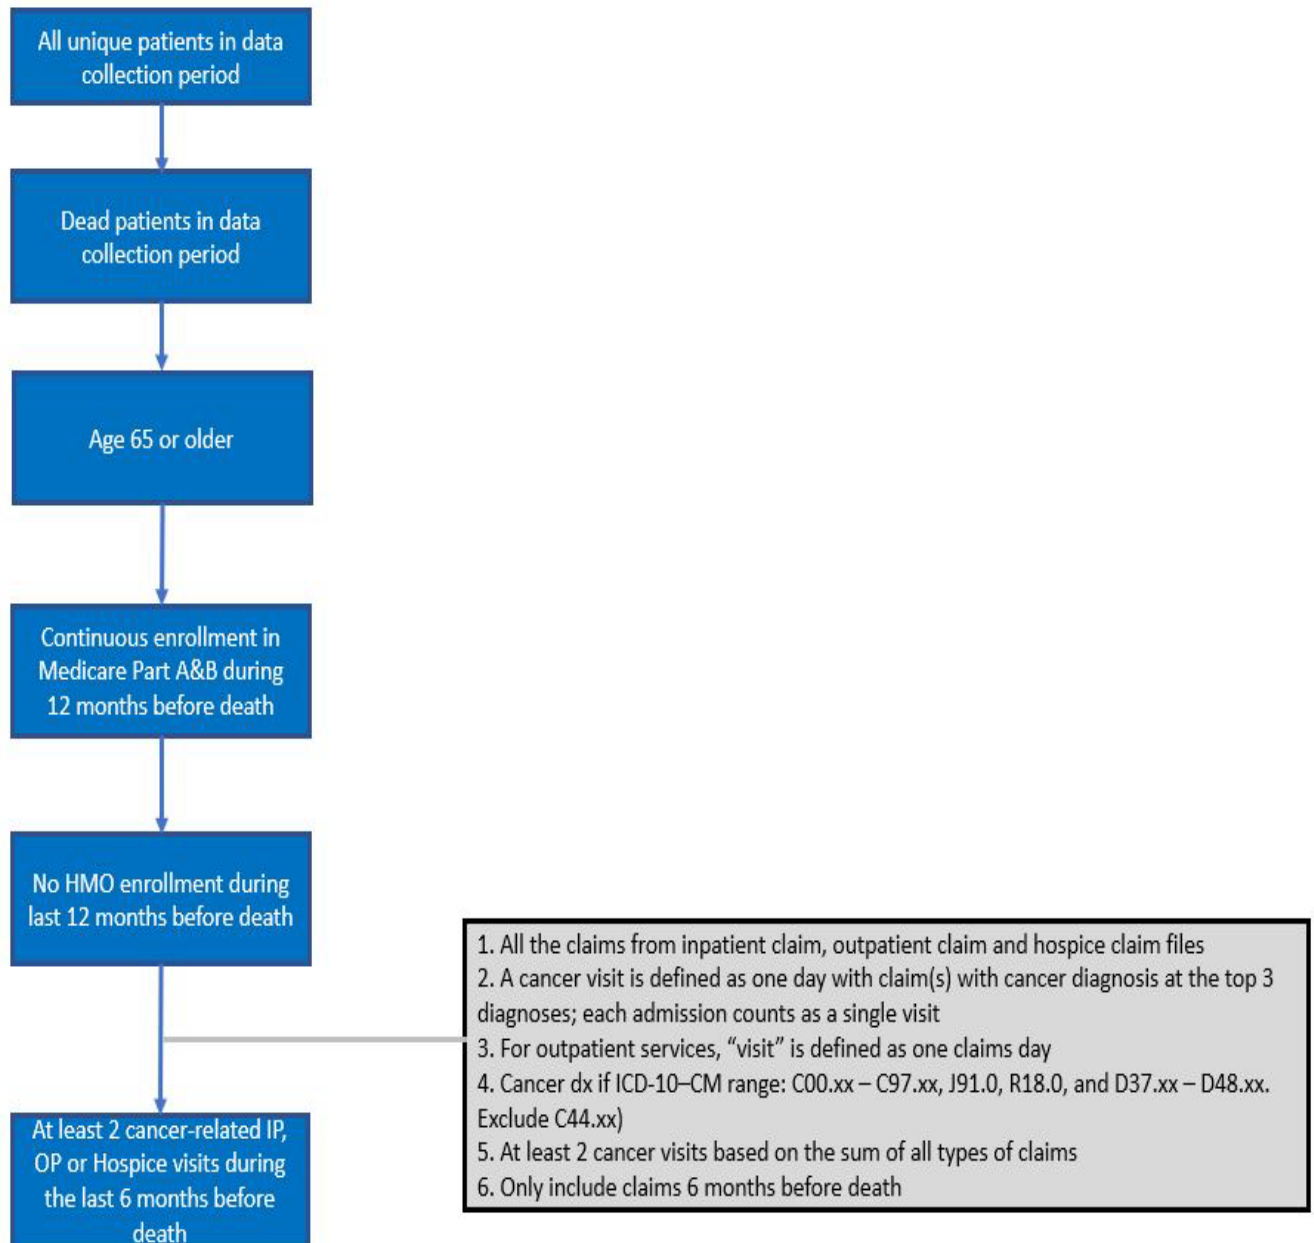 All unique patients in data
collection period
Dead patients in data
collection period
Age 65 or older
Continuous enrollment in
Medicare Part A&B during
12 months before death
No HMO enrollment during
last 12 months before death
1. All the claims from inpatient claim, outpatient claim and hospice claim files
2. A cancer visit is defined as one day with claim(s) with cancer diagnosis at the top 3
diagnoses; each admission counts as a single visit
3. For outpatient services, “visit” is defined as one claims day
4. Cancer dx if ICD-10–CM range: C00.xx – C97.xx, J91.0, R18.0, and D37.xx – D48.xx.
Exclude C44.xx)
5. At least 2 cancer visits based on the sum of all types of claims
6. Only include claims 6 months before death
At least 2 cancer-related IP,
OP or Hospice visits during
the last 6 months before
death